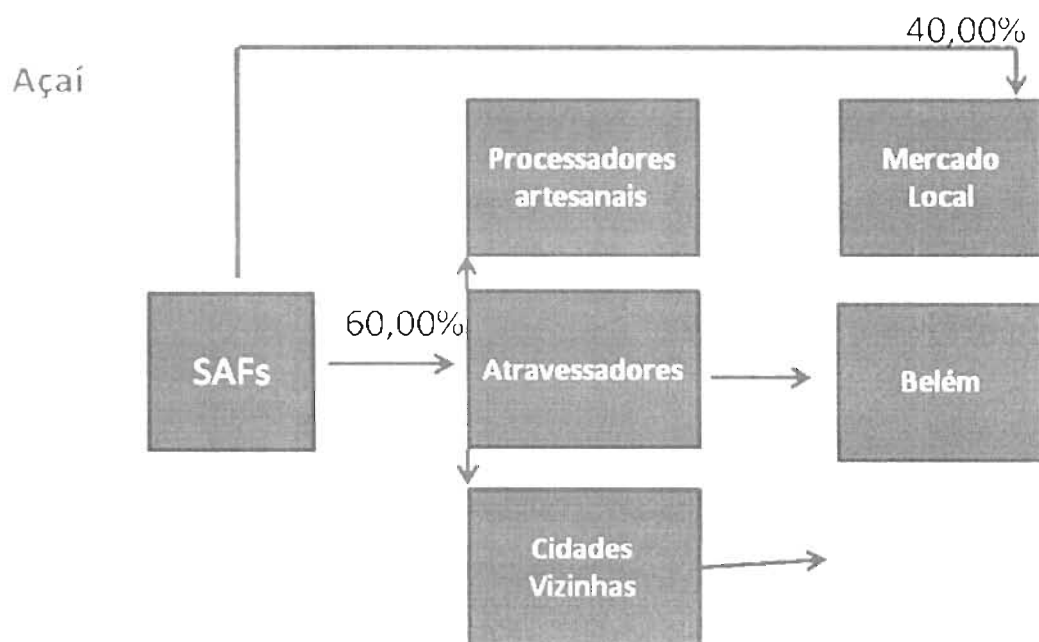 40,00%
Açaí
Processadores
artesanais
Mercado
Local
60,00%
SAFs
Atravessadores
Belém
Cidades
Vizinhas